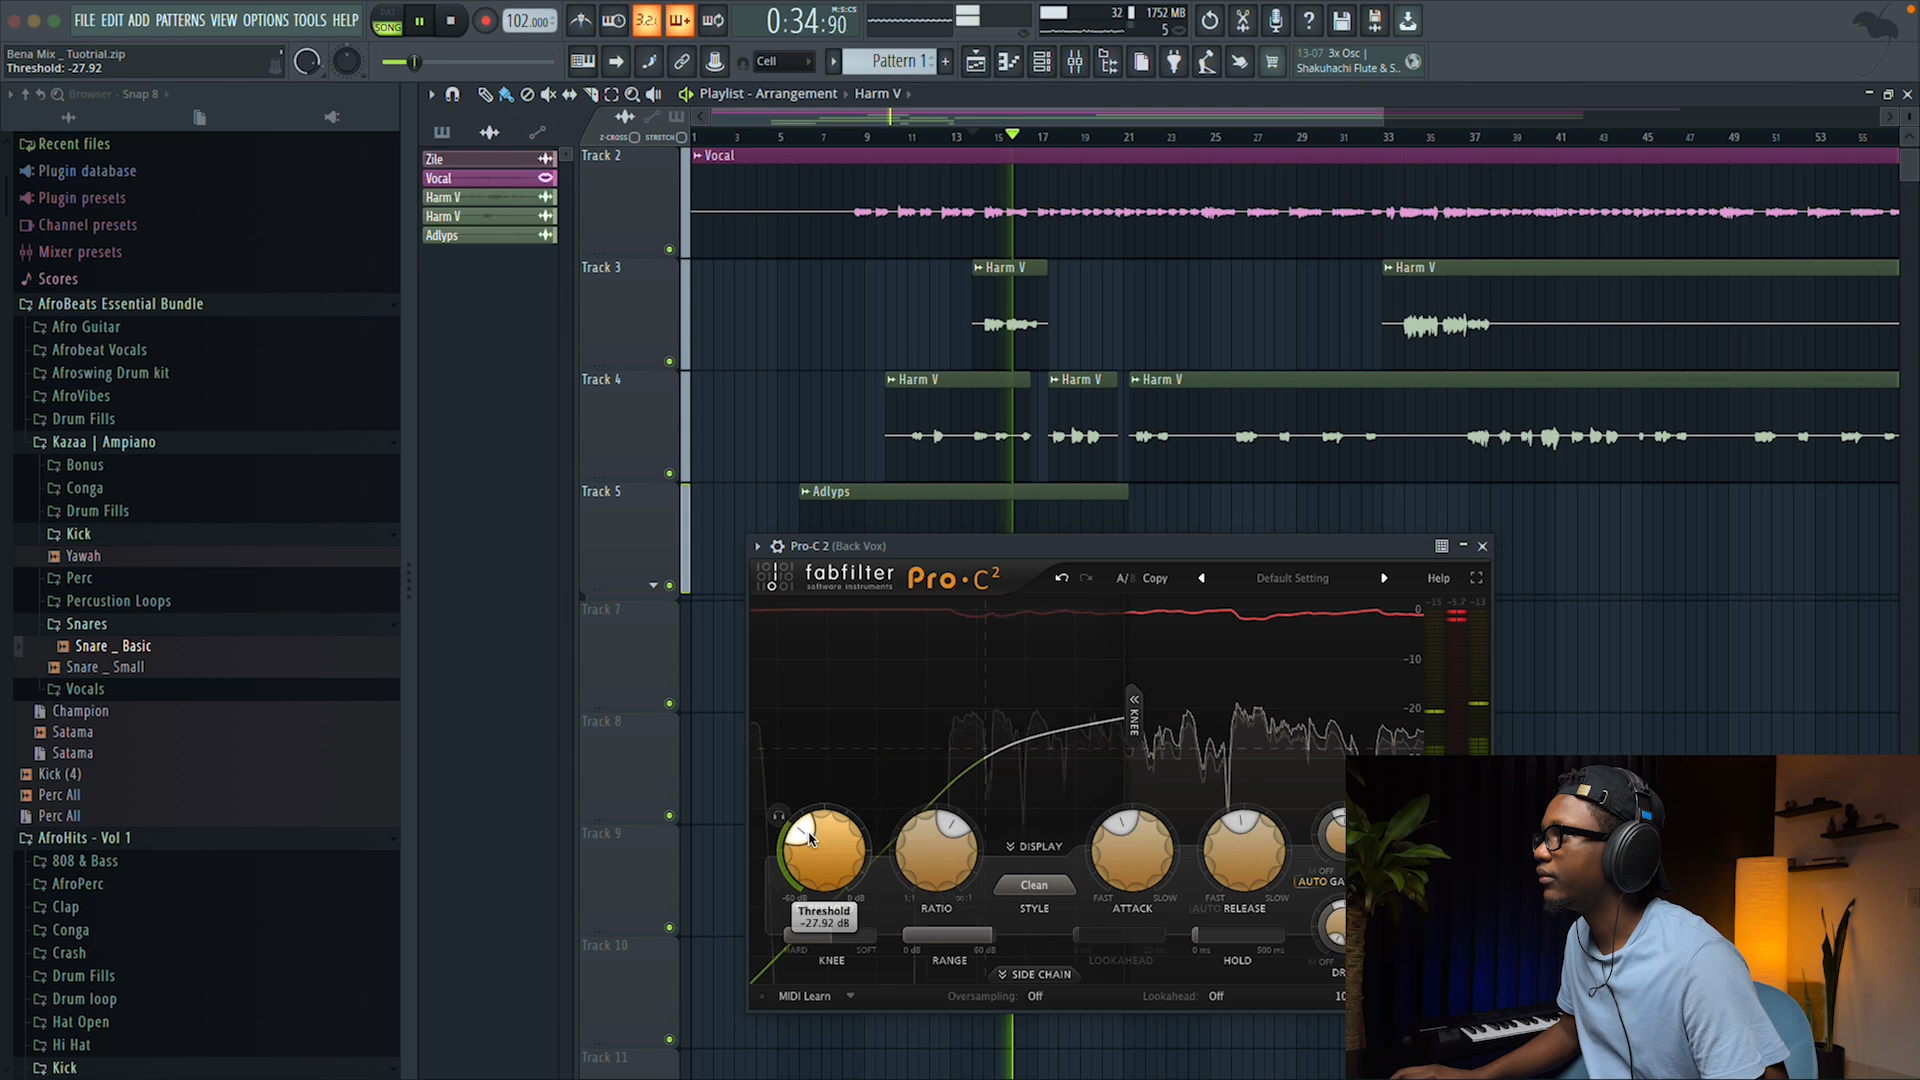 FILE EDIT ADD PATTERNS VIEW OPTIONS TOOLS HELP
PAT
SONG
102.000
3.2.
0:34:90
M:S:CS
32
1752 MB
5
Bena Mix _ Tuotrial.zip
Threshold: -27.92
Cell
Pattern 1
13-07 3x Osc |
Shakuhachi Flute & S..
Browser - Snap 8
Playlist - Arrangement
Harm V
Z-CROSS
STRETCH
1 3 5 7 9 11 13 15 17 19 21 23 25 27 29 31 33 35 37 39 41 43 45 47 49 51 53 55
Recent files
Plugin database
Plugin presets
Channel presets
Mixer presets
Scores
AfroBeats Essential Bundle
Afro Guitar
Afrobeat Vocals
Afroswing Drum kit
AfroVibes
Drum Fills
Kazaa | Ampiano
Bonus
Conga
Drum Fills
Kick
Yawah
Perc
Percustion Loops
Snares
Snare _ Basic
Snare _ Small
Vocals
Champion
Satama
Satama
Kick (4)
Perc All
Perc All
AfroHits - Vol 1
808 & Bass
AfroPerc
Clap
Conga
Crash
Drum Fills
Drum loop
Hat Open
Hi Hat
Kick
Zile
Vocal
Harm V
Harm V
Adlyps
Track 2
Vocal
Track 3
Harm V
Harm V
Track 4
Harm V
Harm V
Harm V
Track 5
Adlyps
Track 7
Track 8
Track 9
Track 10
Track 11
Pro-C 2 (Back Vox)
fabfilter
software instruments
Pro·C2
A/B
Copy
Default Setting
Help
-15 -5.7 -13
0
-10
-20
KNEE
DISPLAY
-60 dB
0 dB
Threshold
-27.92 dB
1:1
∞:1
RATIO
Clean
STYLE
FAST
SLOW
ATTACK
FAST
SLOW
AUTO RELEASE
OFF
AUTO GA
HARD
SOFT
KNEE
0 dB
60 dB
RANGE
LOOKAHEAD
0 ms
500 ms
HOLD
OFF
SIDE CHAIN
MIDI Learn
Oversampling: Off
Lookahead: Off